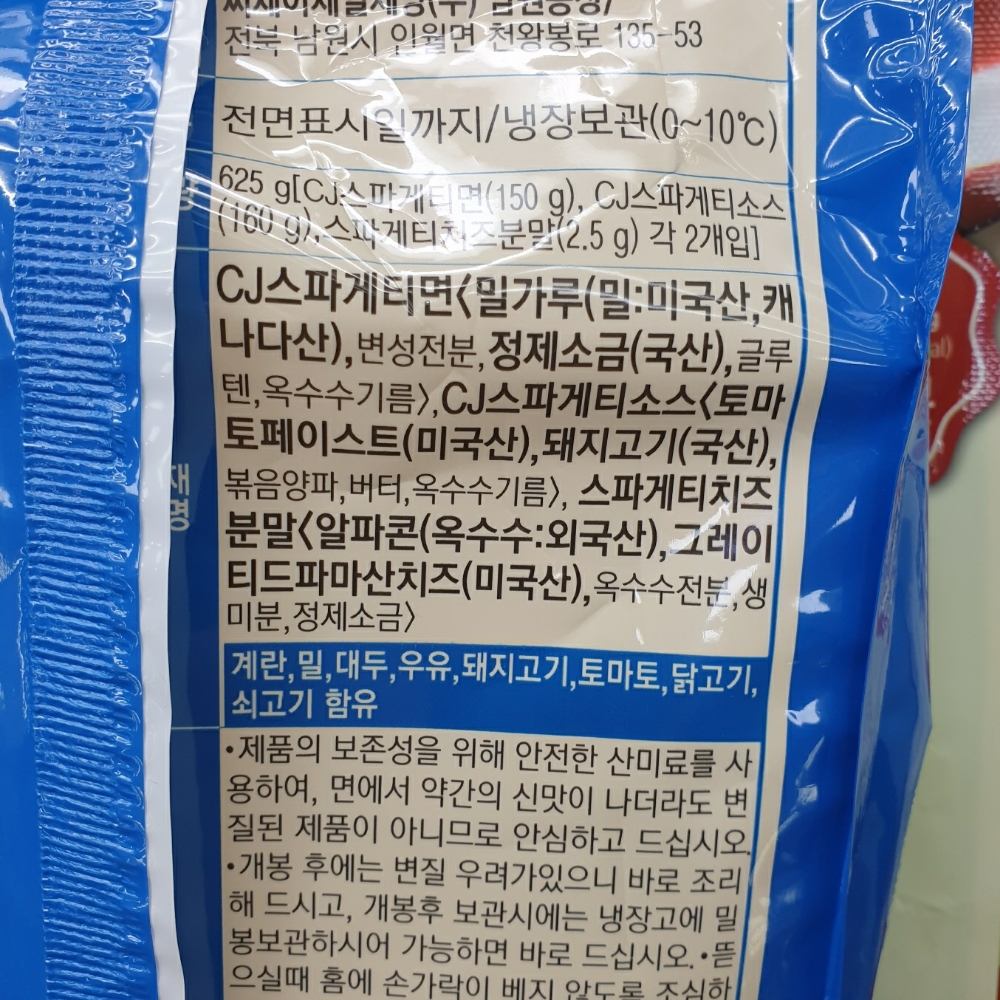 씨제이제일제당(주) 남원공장/
전북 남원시 인월면 천왕봉로 135-53
전면표시일까지/냉장보관(0~10℃)
625 g[CJ스파게티면(150 g), CJ스파게티소스
(160 g),스파게티치즈분말(2.5 g) 각 2개입]
CJ스파게티면〈밀가루(밀:미국산,캐
나다산),변성전분,정제소금(국산),글루
텐,옥수수기름〉,CJ스파게티소스〈토마
토페이스트(미국산),돼지고기(국산),
볶음양파,버터,옥수수기름〉, 스파게티치즈
재
명
분말〈알파콘(옥수수:외국산),그레이
티드파마산치즈(미국산),옥수수전분,생
미분,정제소금〉
계란,밀,대두,우유,돼지고기,토마토,닭고기,
쇠고기 함유
•제품의 보존성을 위해 안전한 산미료를 사
용하여, 면에서 약간의 신맛이 나더라도 변
질된 제품이 아니므로 안심하고 드십시오.
•개봉 후에는 변질 우려가있으니 바로 조리
해 드시고, 개봉후 보관시에는 냉장고에 밀
봉보관하시어 가능하면 바로 드십시오.•뜯
으실때 홈에 손가락이 베지 않도록 조심하